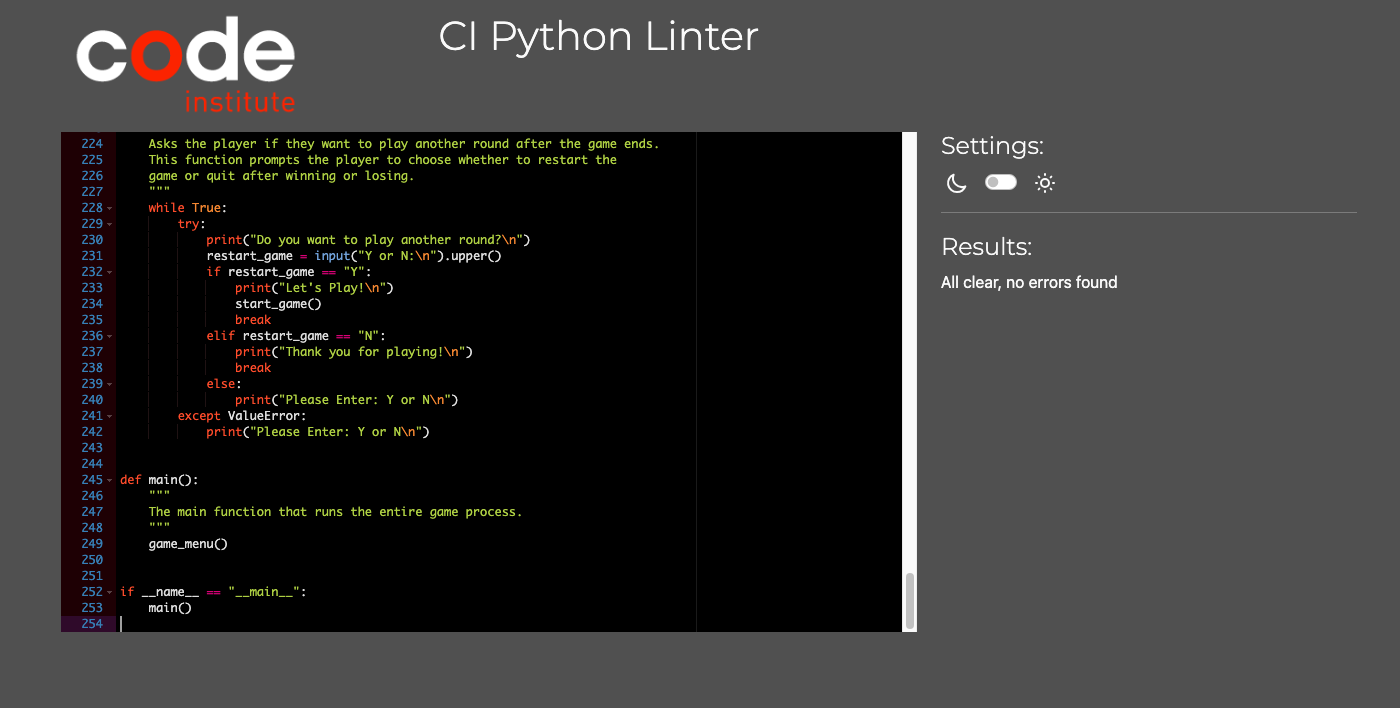 code
institute
CI Python Linter
224 Asks the player if they want to play another round after the game ends.
225 This function prompts the player to choose whether to restart the
226 game or quit after winning or losing.
227 """
228 while True:
229 try:
230 print("Do you want to play another round?\n")
231 restart_game = input("Y or N:\n").upper()
232 if restart_game == "Y":
233 print("Let's Play!\n")
234 start_game()
235 break
236 elif restart_game == "N":
237 print("Thank you for playing!\n")
238 break
239 else:
240 print("Please Enter: Y or N\n")
241 except ValueError:
242 print("Please Enter: Y or N\n")
243
244
245 def main():
246 """
247 The main function that runs the entire game process.
248 """
249 game_menu()
250
251
252 if __name__ == "__main__":
253 main()
254
Settings:
Results:
All clear, no errors found